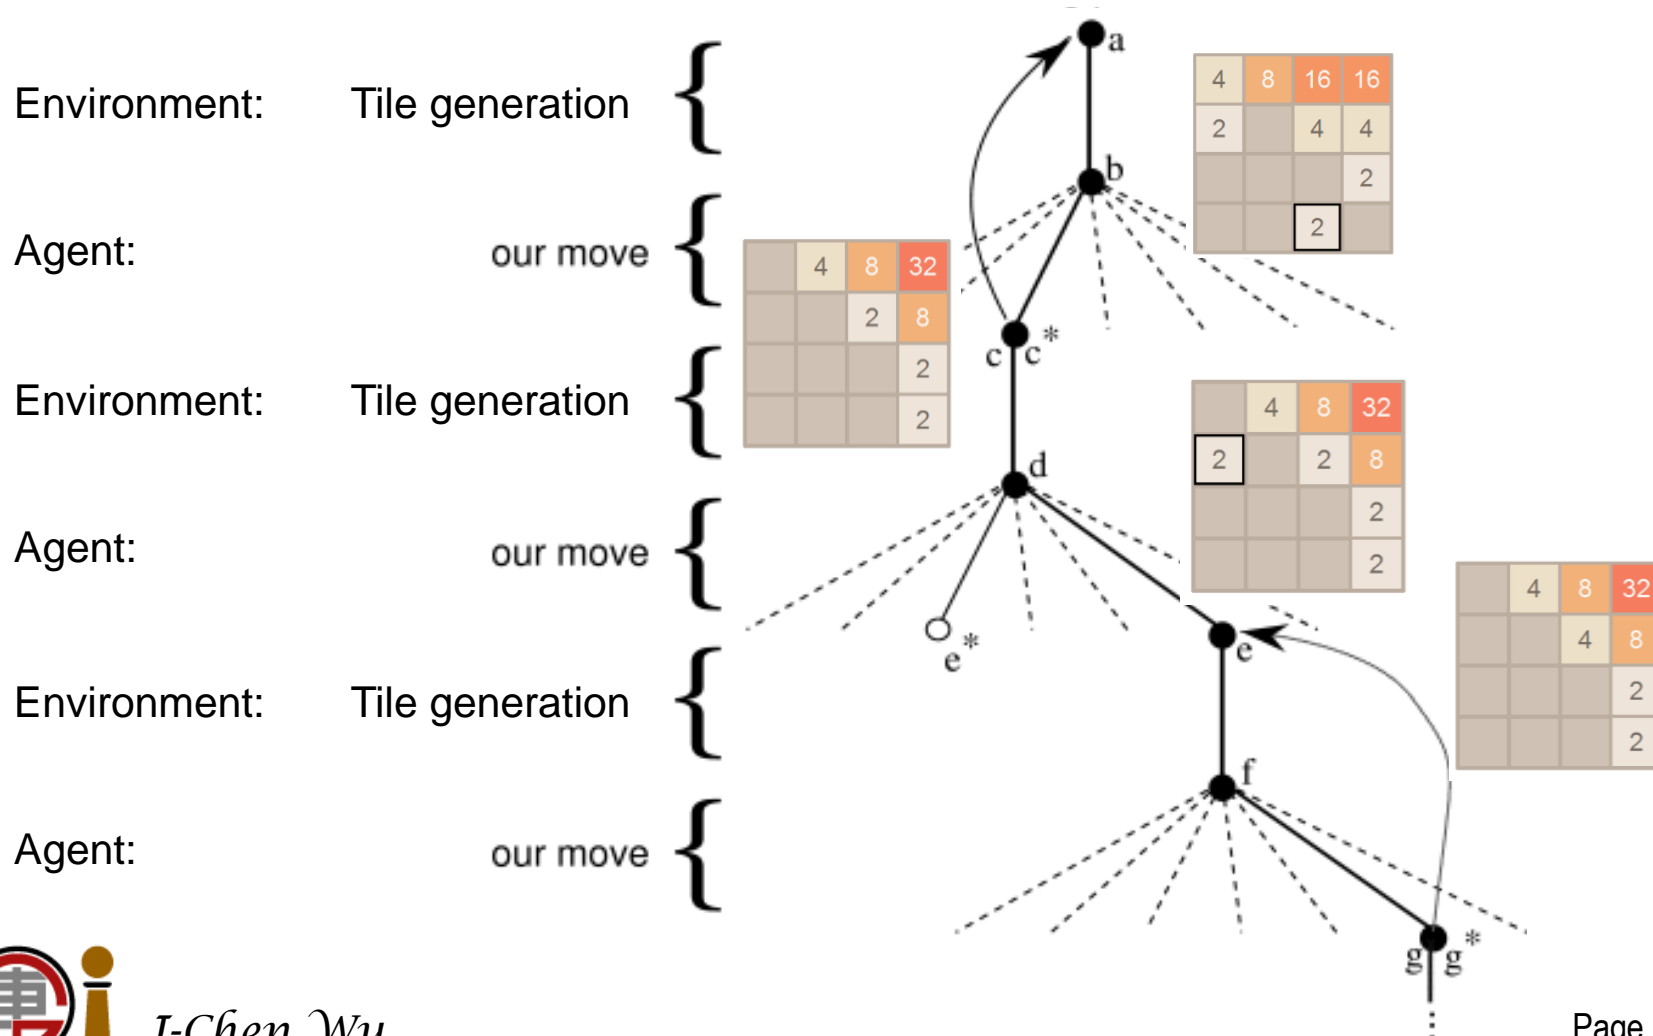 a
Environment: Tile generation {
4 8 16 16
2 4 4
2
2
b
Agent: our move {
4 8 32
2 8
2
2
c c*
Environment: Tile generation {
4 8 32
2 2 8
2
2
d
Agent: our move {
e*
e
4 8 32
4 8
2
2
Environment: Tile generation {
f
Agent: our move {
g g*
I-Chen Wu
Page